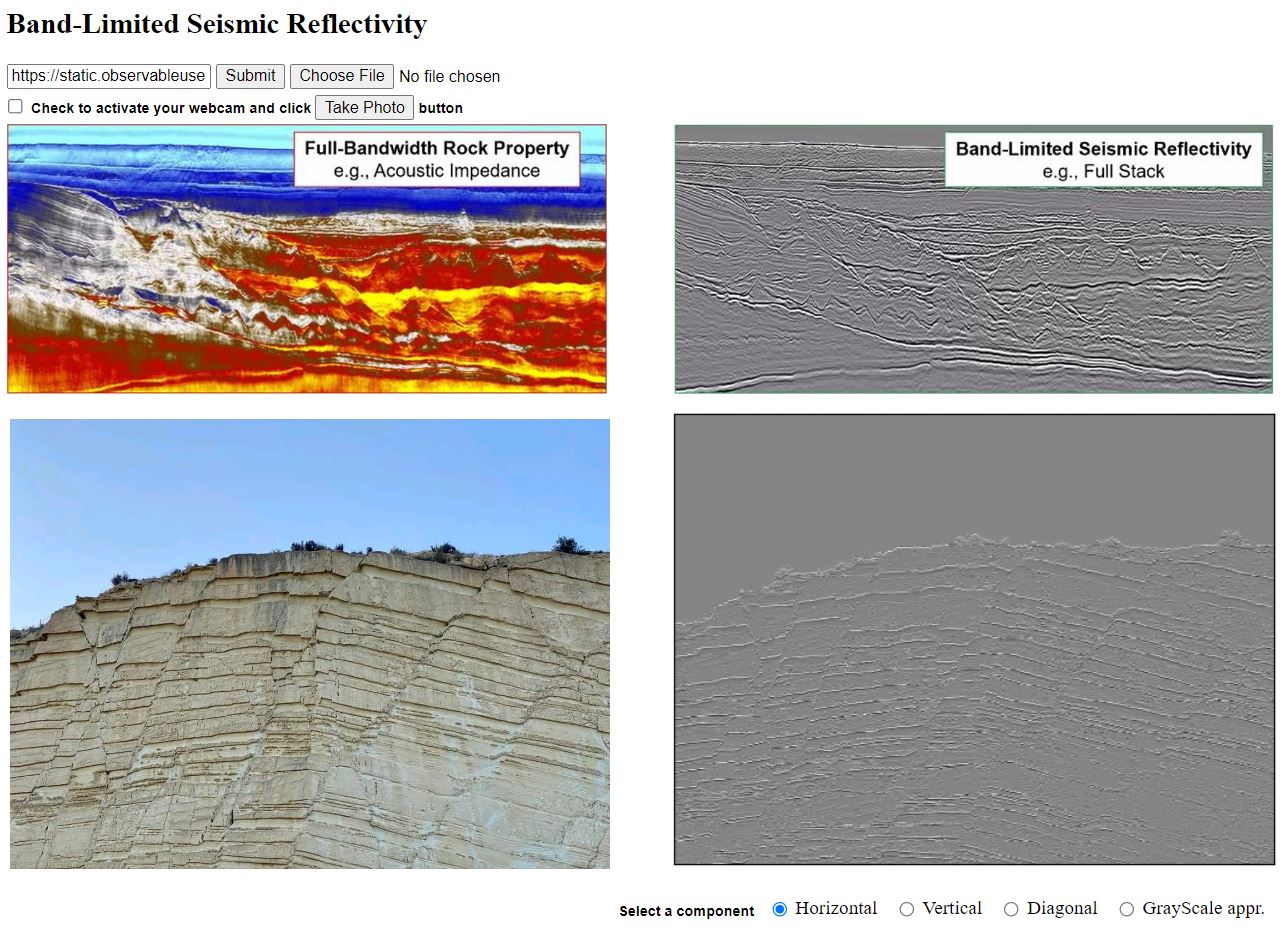 Band-Limited Seismic Reflectivity
https://static.observableuse Submit Choose File No file chosen
Check to activate your webcam and click Take Photo button
Full-Bandwidth Rock Property
e.g., Acoustic Impedance
Band-Limited Seismic Reflectivity
e.g., Full Stack
Select a component Horizontal Vertical Diagonal GrayScale appr.